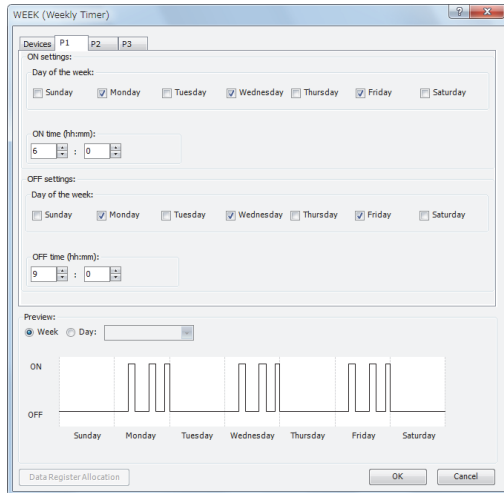 WEEK (Weekly Timer)
Devices P1 P2 P3
ON settings:
Day of the week:
Sunday Monday Tuesday Wednesday Thursday Friday Saturday
ON time (hh:mm):
6 : 0
OFF settings:
Day of the week:
Sunday Monday Tuesday Wednesday Thursday Friday Saturday
OFF time (hh:mm):
9 : 0
Preview:
Week Day:
ON
OFF
Sunday Monday Tuesday Wednesday Thursday Friday Saturday
Data Register Allocation OK Cancel